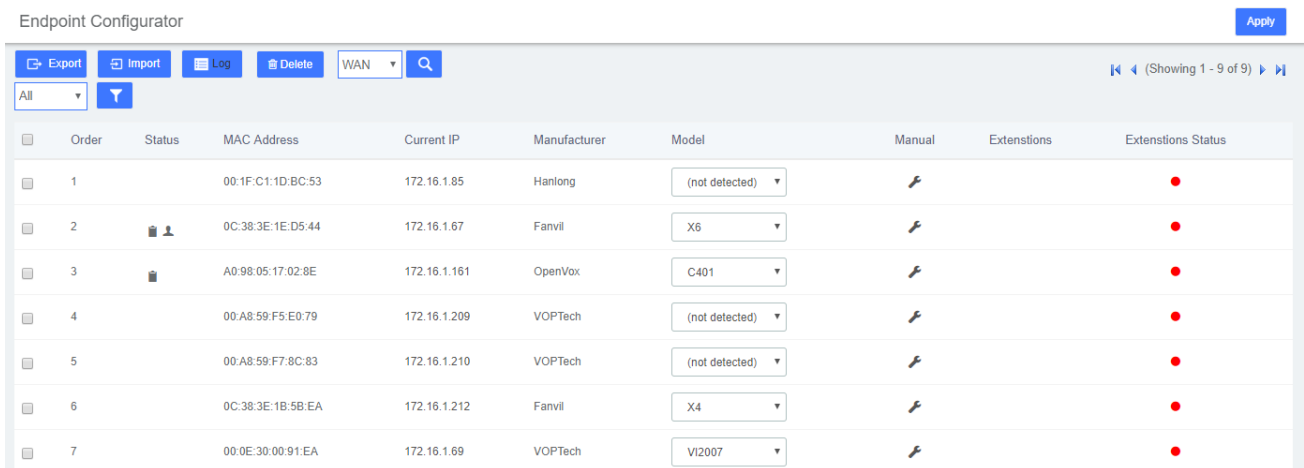 Endpoint Configurator Apply
Export Import Log Delete WAN (Showing 1 - 9 of 9)
All
Order Status MAC Address Current IP Manufacturer Model Manual Extenstions Extenstions Status
1 00:1F:C1:1D:BC:53 172.16.1.85 Hanlong (not detected)
2 0C:38:3E:1E:D5:44 172.16.1.67 Fanvil X6
3 A0:98:05:17:02:8E 172.16.1.161 OpenVox C401
4 00:A8:59:F5:E0:79 172.16.1.209 VOPTech (not detected)
5 00:A8:59:F7:8C:83 172.16.1.210 VOPTech (not detected)
6 0C:38:3E:1B:5B:EA 172.16.1.212 Fanvil X4
7 00:0E:30:00:91:EA 172.16.1.69 VOPTech VI2007